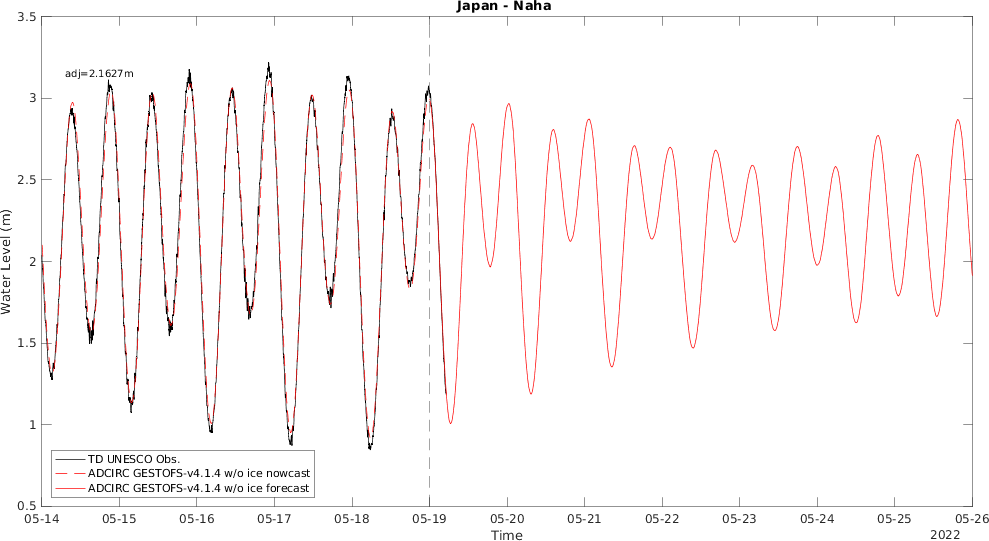 Japan - Naha
3.5
3
2.5
2
1.5
1
0.5
Water Level (m)
adj=2.1627m
TD UNESCO Obs.
ADCIRC GESTOFS-v4.1.4 w/o ice nowcast
ADCIRC GESTOFS-v4.1.4 w/o ice forecast
05-14 05-15 05-16 05-17 05-18 05-19 05-20 05-21 05-22 05-23 05-24 05-25 05-26
Time
2022